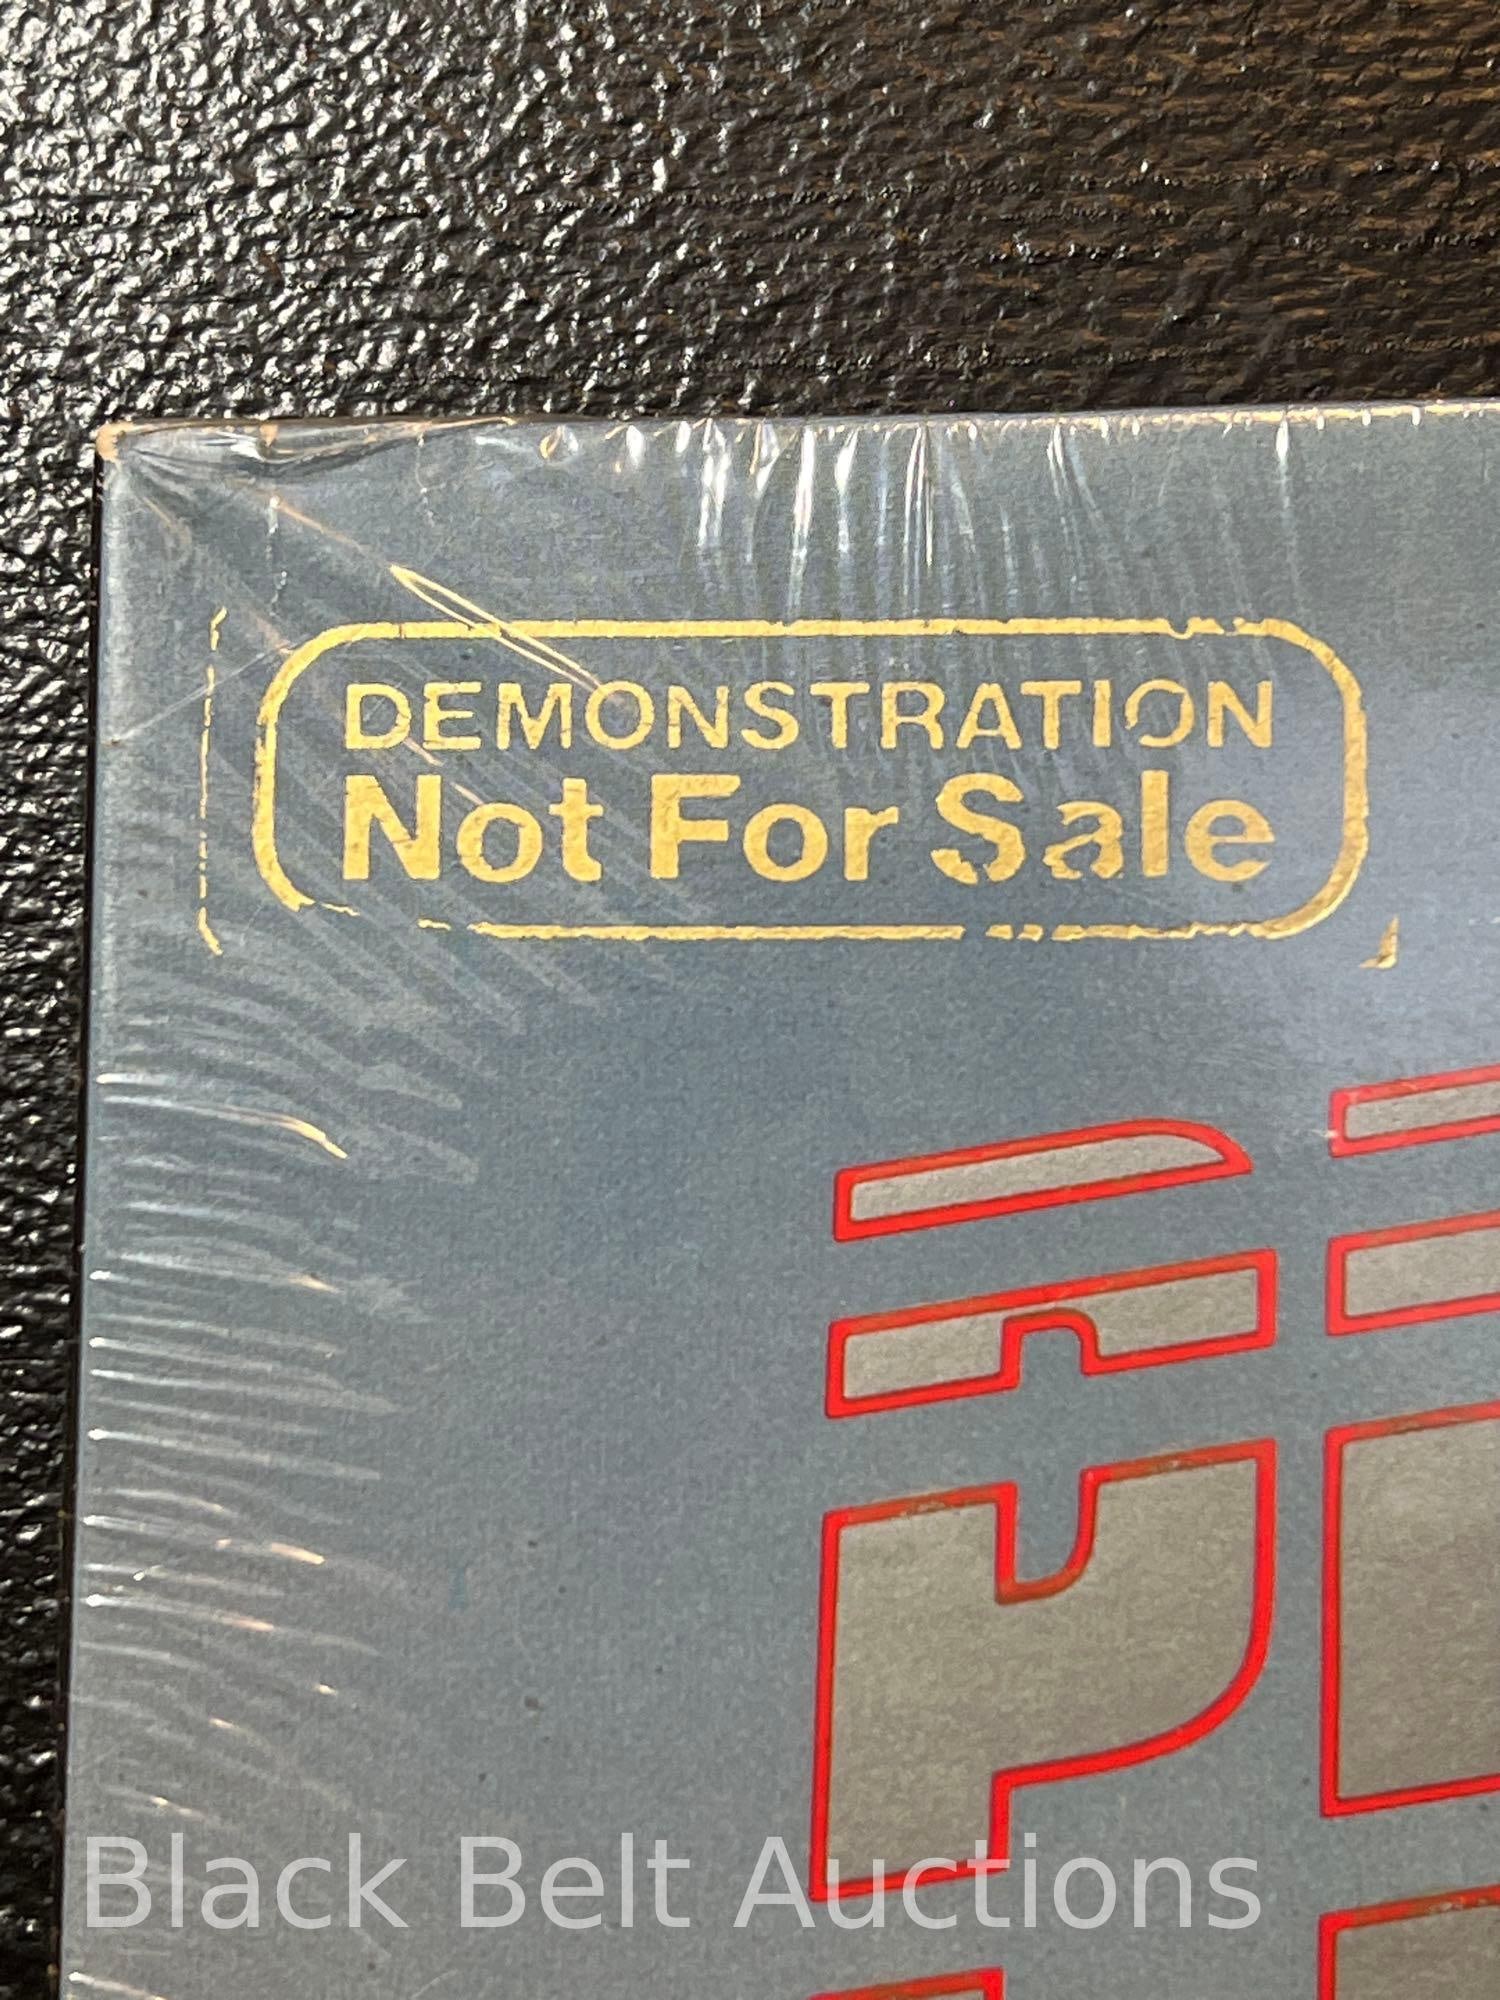 DEMONSTRATION
Not For Sale
Black Belt Auctions